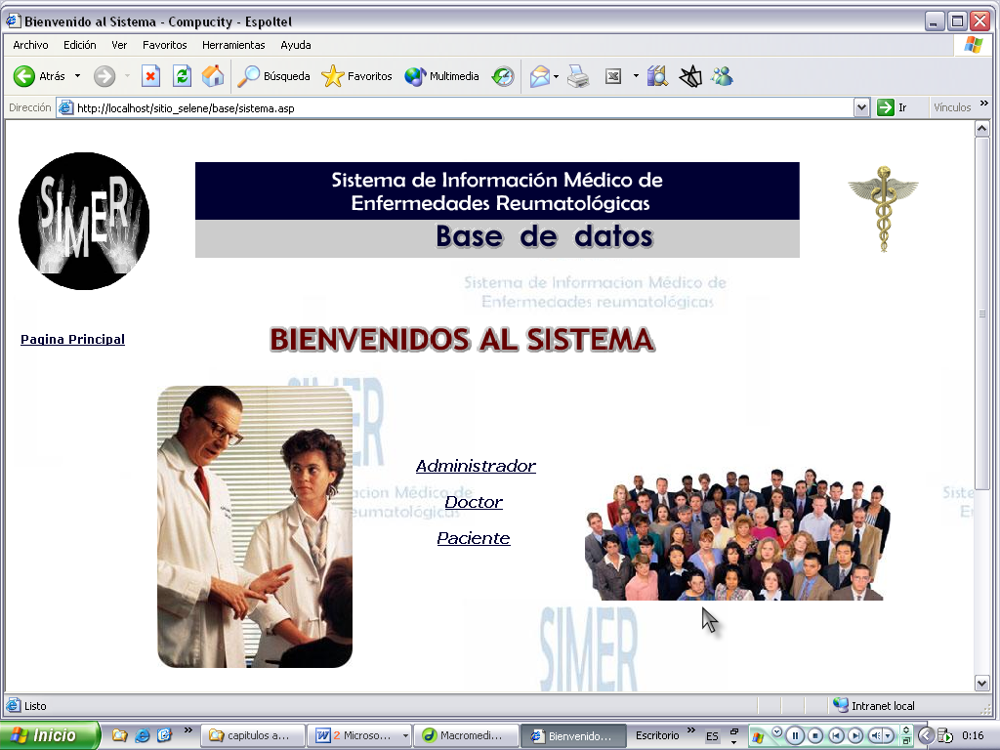 Bienvenido al Sistema - Compucity - Espoltel
Archivo Edición Ver Favoritos Herramientas Ayuda
Atrás Búsqueda Favoritos Multimedia
Dirección http://localhost/sitio_selene/base/sistema.asp Ir Vínculos »
SIMER
Sistema de Información Médico de
Enfermedades Reumatológicas
Base de datos
Sistema de Informacion Médico de
Enfermedades reumatológicas
Pagina Principal
BIENVENIDOS AL SISTEMA
Administrador
cion Médico de
Doctor
eumatológicas
Paciente
Siste
SIMER
Listo Intranet local
Inicio » capitulos a... 2 Microso... Macromedi... Bienvenido... Escritorio » ES 0:16